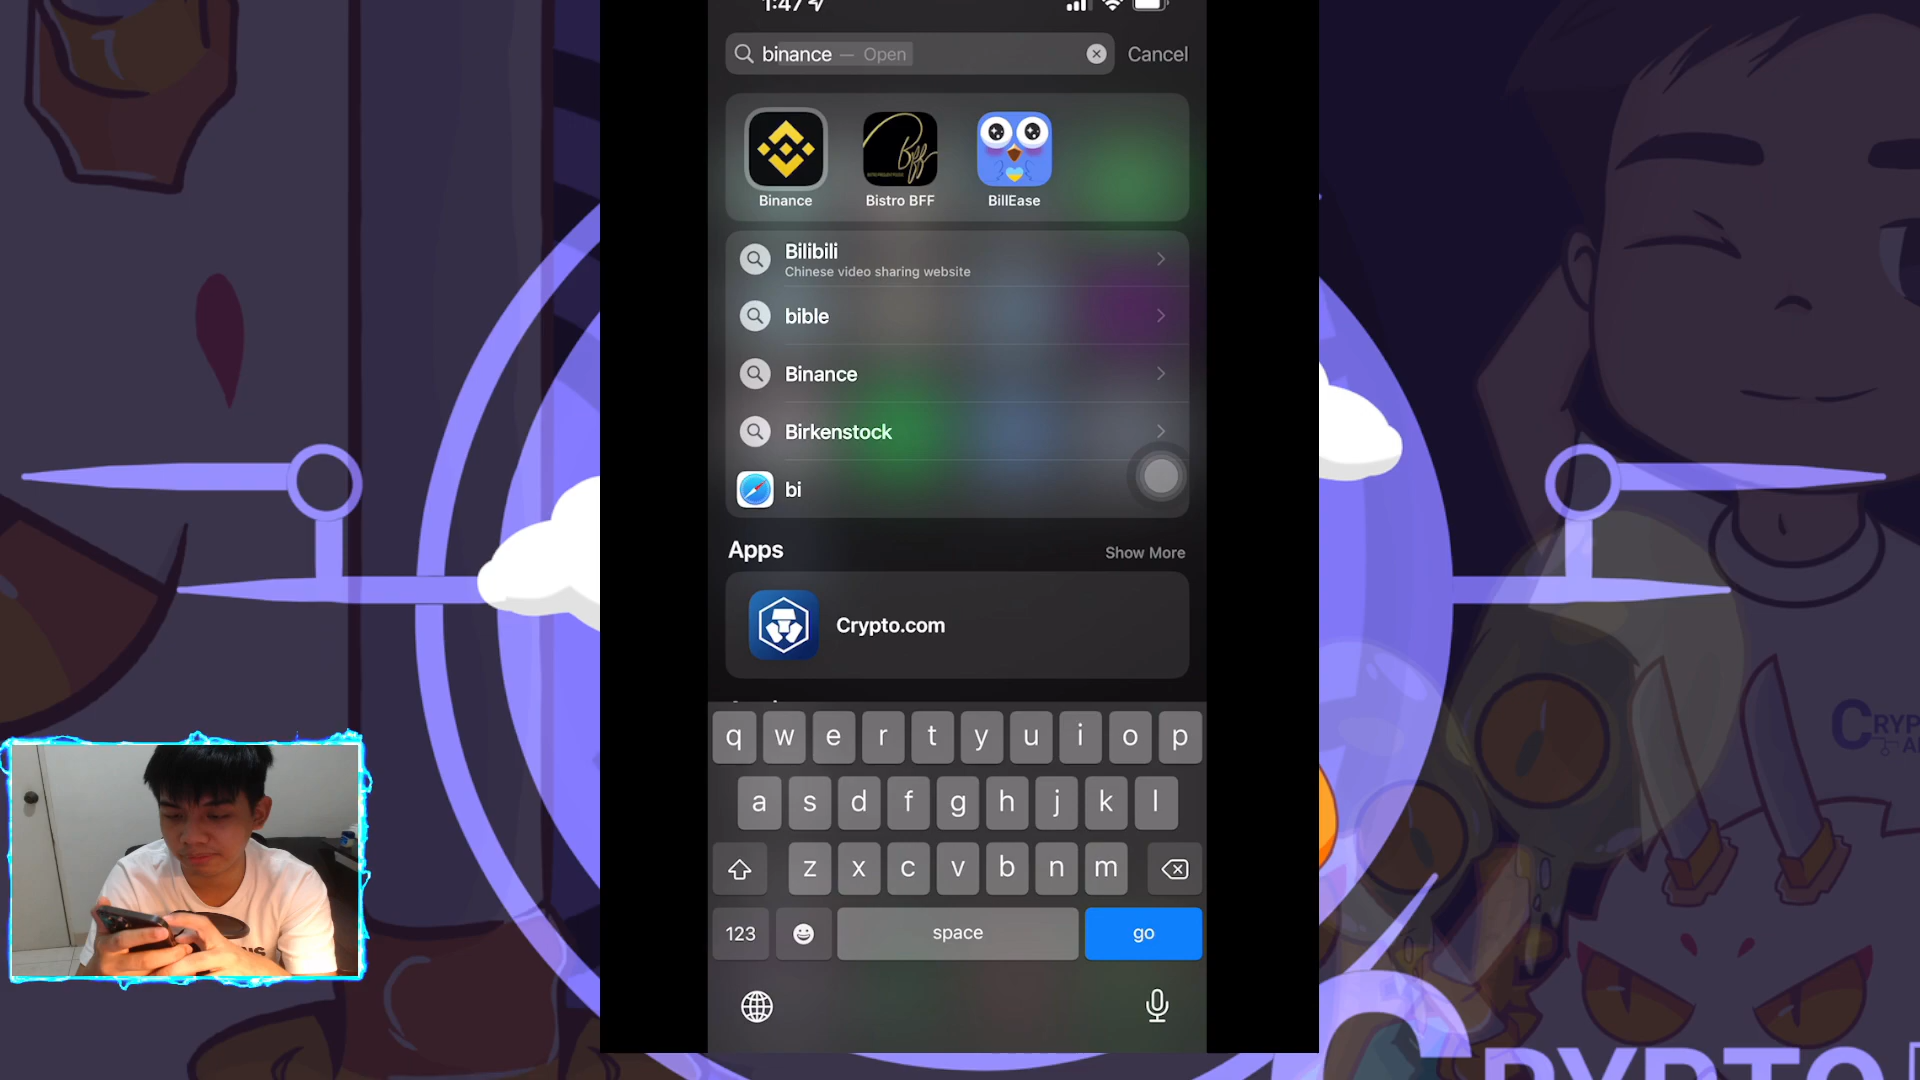 1:47
binance — Open
Cancel
Bff
Binance
Bistro BFF
BillEase
Bilibili
Chinese video sharing website
bible
Binance
Birkenstock
bi
Apps
Show More
Crypto.com
q w e r t y u i o p
a s d f g h j k l
z x c v b n m
123
space
go